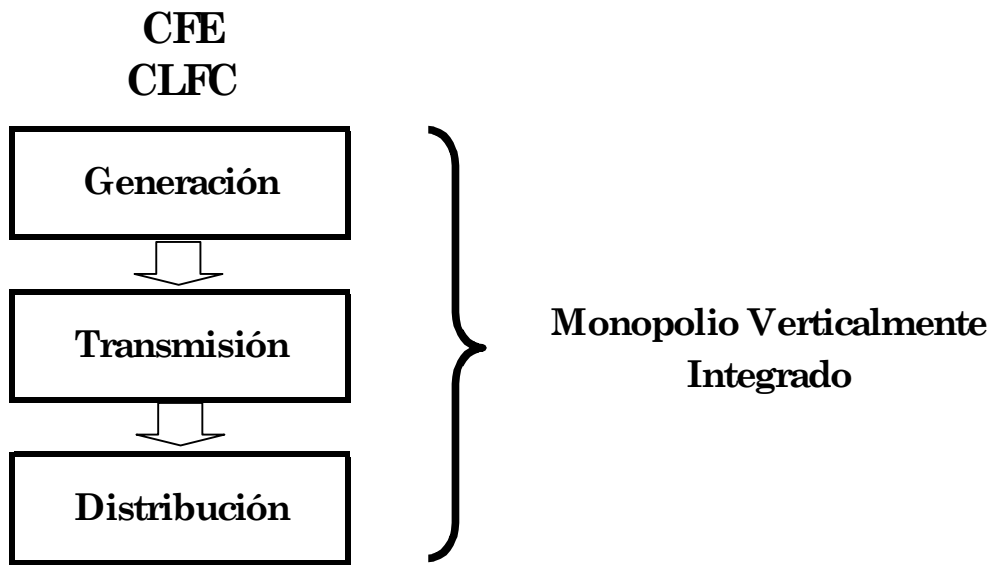 CFE
CLFC
Generación
Transmisión
Distribución
Monopolio Verticalmente
Integrado